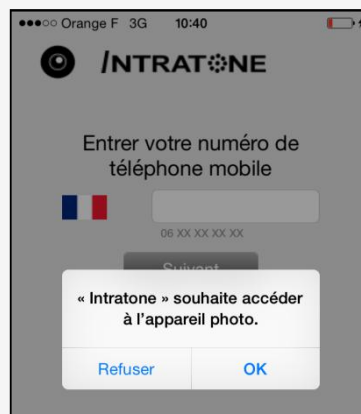 Orange F 3G 10:40
INTRATONE
Entrer votre numéro de
téléphone mobile
06 XX XX XX XX
Suivant
« Intratone » souhaite accéder
à l'appareil photo.
Refuser OK